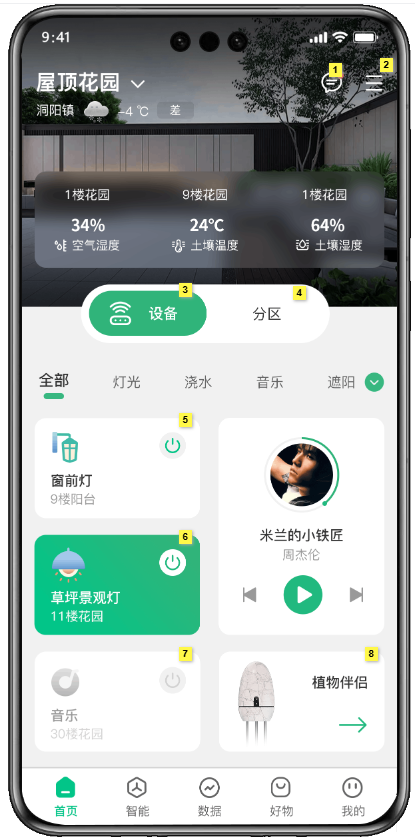 9:41
屋顶花园
1
2
洞阳镇 -4 ℃ 差
1楼花园 9楼花园 1楼花园
34% 24℃ 64%
空气湿度 土壤温度 土壤湿度
3
4
设备 分区
全部 灯光 浇水 音乐 遮阳
5
窗前灯
9楼阳台
米兰的小铁匠
周杰伦
6
草坪景观灯
11楼花园
7
音乐
30楼花园
8
植物伴侣
首页 智能 数据 好物 我的